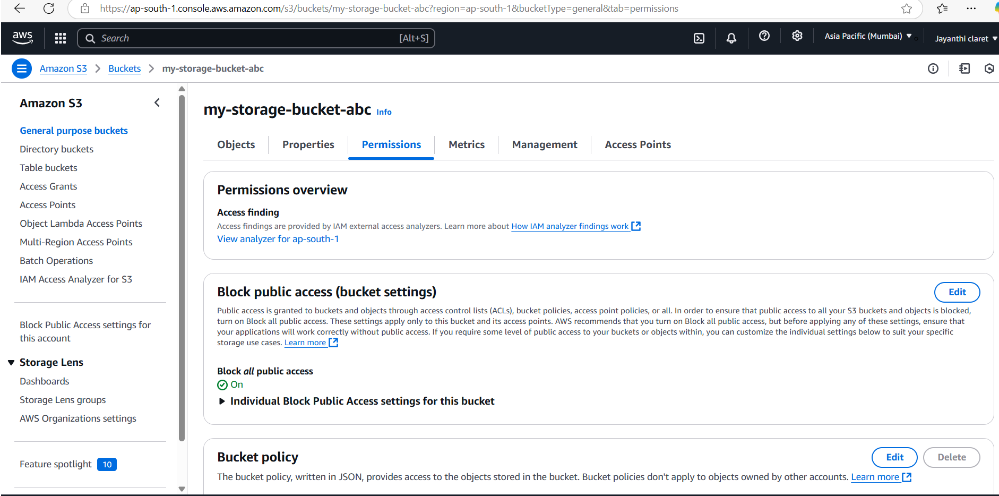 https://ap-south-1.console.aws.amazon.com/s3/buckets/my-storage-bucket-abc?region=ap-south-1&bucketType=general&tab=permissions
aws
Search
[Alt+S]
Asia Pacific (Mumbai)
Jayanthi claret
Amazon S3
Buckets
my-storage-bucket-abc
Amazon S3
General purpose buckets
Directory buckets
Table buckets
Access Grants
Access Points
Object Lambda Access Points
Multi-Region Access Points
Batch Operations
IAM Access Analyzer for S3
Block Public Access settings for
this account
Storage Lens
Dashboards
Storage Lens groups
AWS Organizations settings
Feature spotlight 10
my-storage-bucket-abc Info
Objects
Properties
Permissions
Metrics
Management
Access Points
Permissions overview
Access finding
Access findings are provided by IAM external access analyzers. Learn more about How IAM analyzer findings work
View analyzer for ap-south-1
Block public access (bucket settings)
Edit
Public access is granted to buckets and objects through access control lists (ACLs), bucket policies, access point policies, or all. In order to ensure that public access to all your S3 buckets and objects is blocked,
turn on Block all public access. These settings apply only to this bucket and its access points. AWS recommends that you turn on Block all public access, but before applying any of these settings, ensure that
your applications will work correctly without public access. If you require some level of public access to your buckets or objects within, you can customize the individual settings below to suit your specific
storage use cases. Learn more
Block all public access
On
Individual Block Public Access settings for this bucket
Bucket policy
Edit
Delete
The bucket policy, written in JSON, provides access to the objects stored in the bucket. Bucket policies don't apply to objects owned by other accounts. Learn more